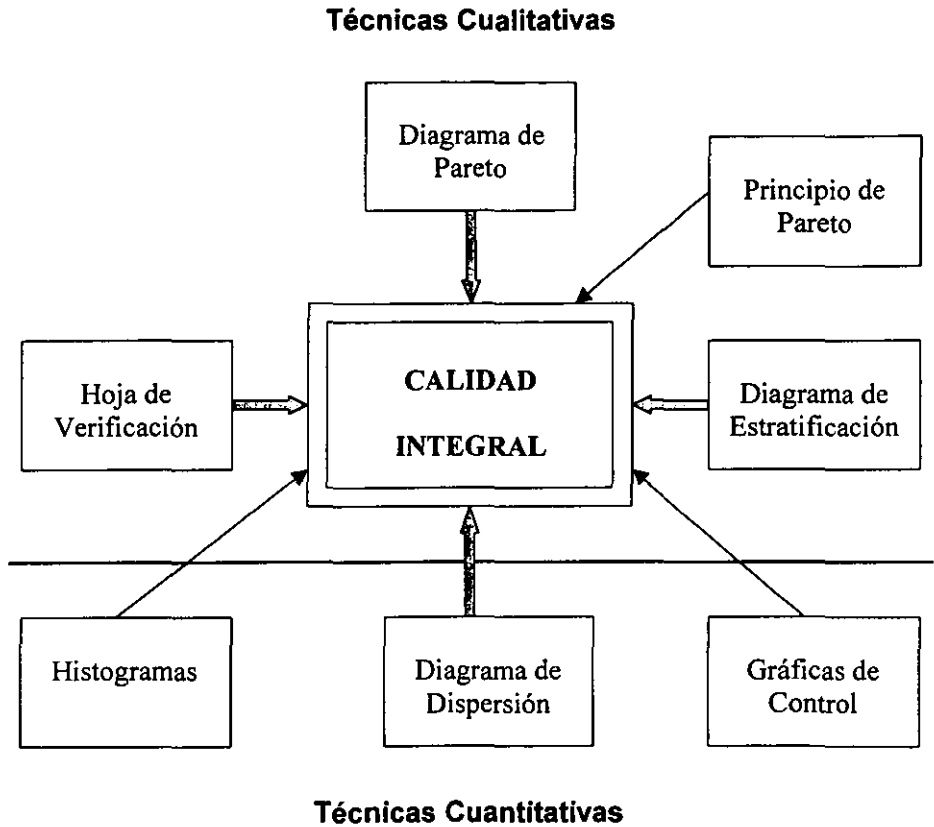 Técnicas Cualitativas
Diagrama de
Pareto
Principio de
Pareto
Hoja de
Verificación
CALIDAD
INTEGRAL
Diagrama de
Estratificación
Histogramas
Diagrama de
Dispersión
Gráficas de
Control
Técnicas Cuantitativas